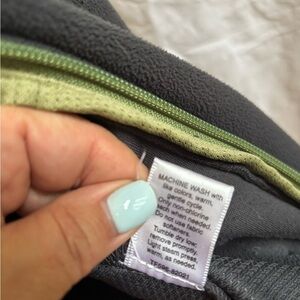 MACHINE WASH with
like colors, warm,
gentle cycle.
Only non-chlorine
bleach when needed.
Do not use fabric
softeners.
Tumble dry low;
remove promptly.
Light steam press,
warm, as needed.